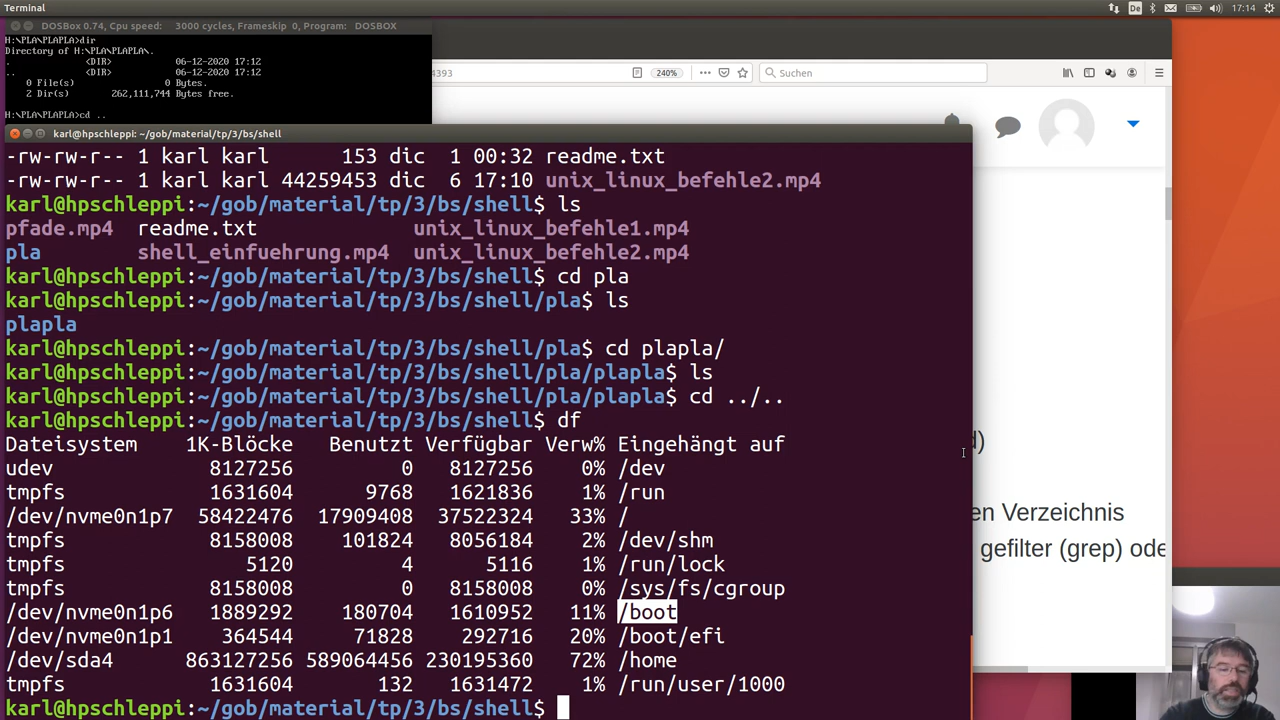 Terminal
De
17:14
DOSBox 0.74, Cpu speed: 3000 cycles, Frameskip 0, Program: DOSBOX
H:\PLA\PLAPLA>dir
Directory of H:\PLA\PLAPLA\.
. <DIR> 06-12-2020 17:12
.. <DIR> 06-12-2020 17:12
0 File(s) 0 Bytes.
2 Dir(s) 262,111,744 Bytes free.
H:\PLA\PLAPLA>cd ..
4393
240%
Suchen
karl@hpschleppi: ~/gob/material/tp/3/bs/shell
-rw-rw-r-- 1 karl karl 153 dic 1 00:32 readme.txt
-rw-rw-r-- 1 karl karl 44259453 dic 6 17:10 unix_linux_befehle2.mp4
karl@hpschleppi:~/gob/material/tp/3/bs/shell$ ls
pfade.mp4 readme.txt unix_linux_befehle1.mp4
pla shell_einfuehrung.mp4 unix_linux_befehle2.mp4
karl@hpschleppi:~/gob/material/tp/3/bs/shell$ cd pla
karl@hpschleppi:~/gob/material/tp/3/bs/shell/pla$ ls
plapla
karl@hpschleppi:~/gob/material/tp/3/bs/shell/pla$ cd plapla/
karl@hpschleppi:~/gob/material/tp/3/bs/shell/pla/plapla$ ls
karl@hpschleppi:~/gob/material/tp/3/bs/shell/pla/plapla$ cd ../..
karl@hpschleppi:~/gob/material/tp/3/bs/shell$ df
Dateisystem 1K-Blöcke Benutzt Verfügbar Verw% Eingehängt auf
udev 8127256 0 8127256 0% /dev
tmpfs 1631604 9768 1621836 1% /run
/dev/nvme0n1p7 58422476 17909408 37522324 33% /
tmpfs 8158008 101824 8056184 2% /dev/shm
tmpfs 5120 4 5116 1% /run/lock
tmpfs 8158008 0 8158008 0% /sys/fs/cgroup
/dev/nvme0n1p6 1889292 180704 1610952 11% /boot
/dev/nvme0n1p1 364544 71828 292716 20% /boot/efi
/dev/sda4 863127256 589064456 230195360 72% /home
tmpfs 1631604 132 1631472 1% /run/user/1000
karl@hpschleppi:~/gob/material/tp/3/bs/shell$
d)
en Verzeichnis
gefilter (grep) ode